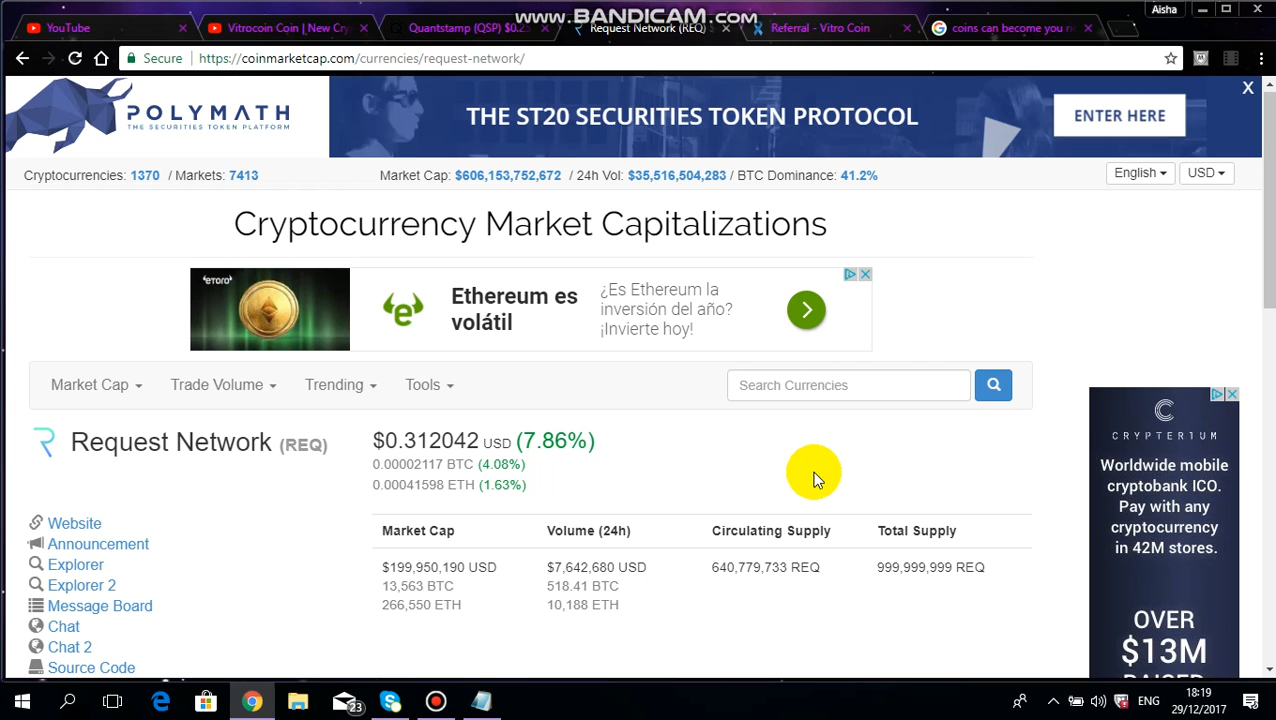 www.BANDICAM.com
Aisha
YouTube
Vitrocoin Coin | New Cry
Quantstamp (QSP) $0.2
Request Network (REQ)
Referral - Vitro Coin
coins can become you
Secure
https://coinmarketcap.com/currencies/request-network/
POLYMATH
THE SECURITIES TOKEN PLATFORM
THE ST20 SECURITIES TOKEN PROTOCOL
ENTER HERE
X
Cryptocurrencies: 1370 / Markets: 7413
Market Cap: $606,153,752,672 / 24h Vol: $35,516,504,283 / BTC Dominance: 41.2%
English
USD
Cryptocurrency Market Capitalizations
eToro
Ethereum es
volátil
¿Es Ethereum la
inversión del año?
¡Invierte hoy!
Market Cap
Trade Volume
Trending
Tools
Search Currencies
Request Network (REQ)
$0.312042 USD (7.86%)
0.00002117 BTC (4.08%)
0.00041598 ETH (1.63%)
Website
Announcement
Explorer
Explorer 2
Message Board
Chat
Chat 2
Source Code
Market Cap
Volume (24h)
Circulating Supply
Total Supply
$199,950,190 USD
$7,642,680 USD
640,779,733 REQ
999,999,999 REQ
13,563 BTC
518.41 BTC
266,550 ETH
10,188 ETH
CRYPTERIUM
Worldwide mobile
cryptobank ICO.
Pay with any
cryptocurrency
in 42M stores.
OVER
$13M
RAISED
23
ENG
18:19
29/12/2017